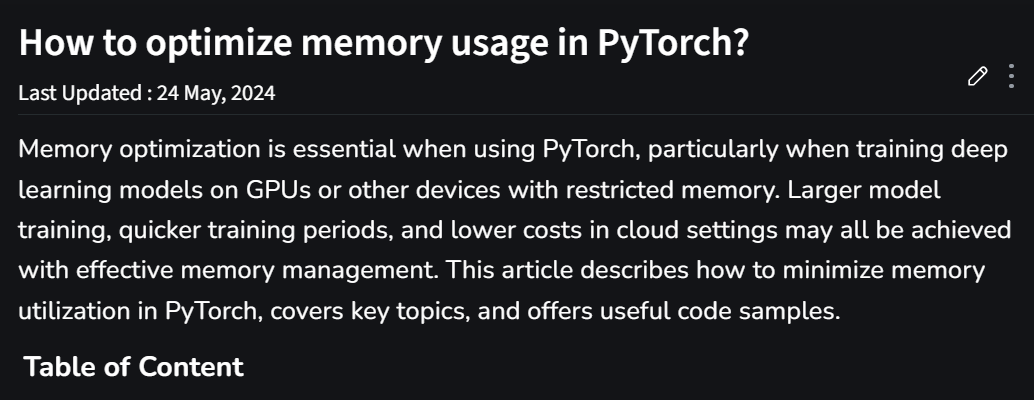 How to optimize memory usage in PyTorch?
Last Updated : 24 May, 2024
Memory optimization is essential when using PyTorch, particularly when training deep
learning models on GPUs or other devices with restricted memory. Larger model
training, quicker training periods, and lower costs in cloud settings may all be achieved
with effective memory management. This article describes how to minimize memory
utilization in PyTorch, covers key topics, and offers useful code samples.
Table of Content